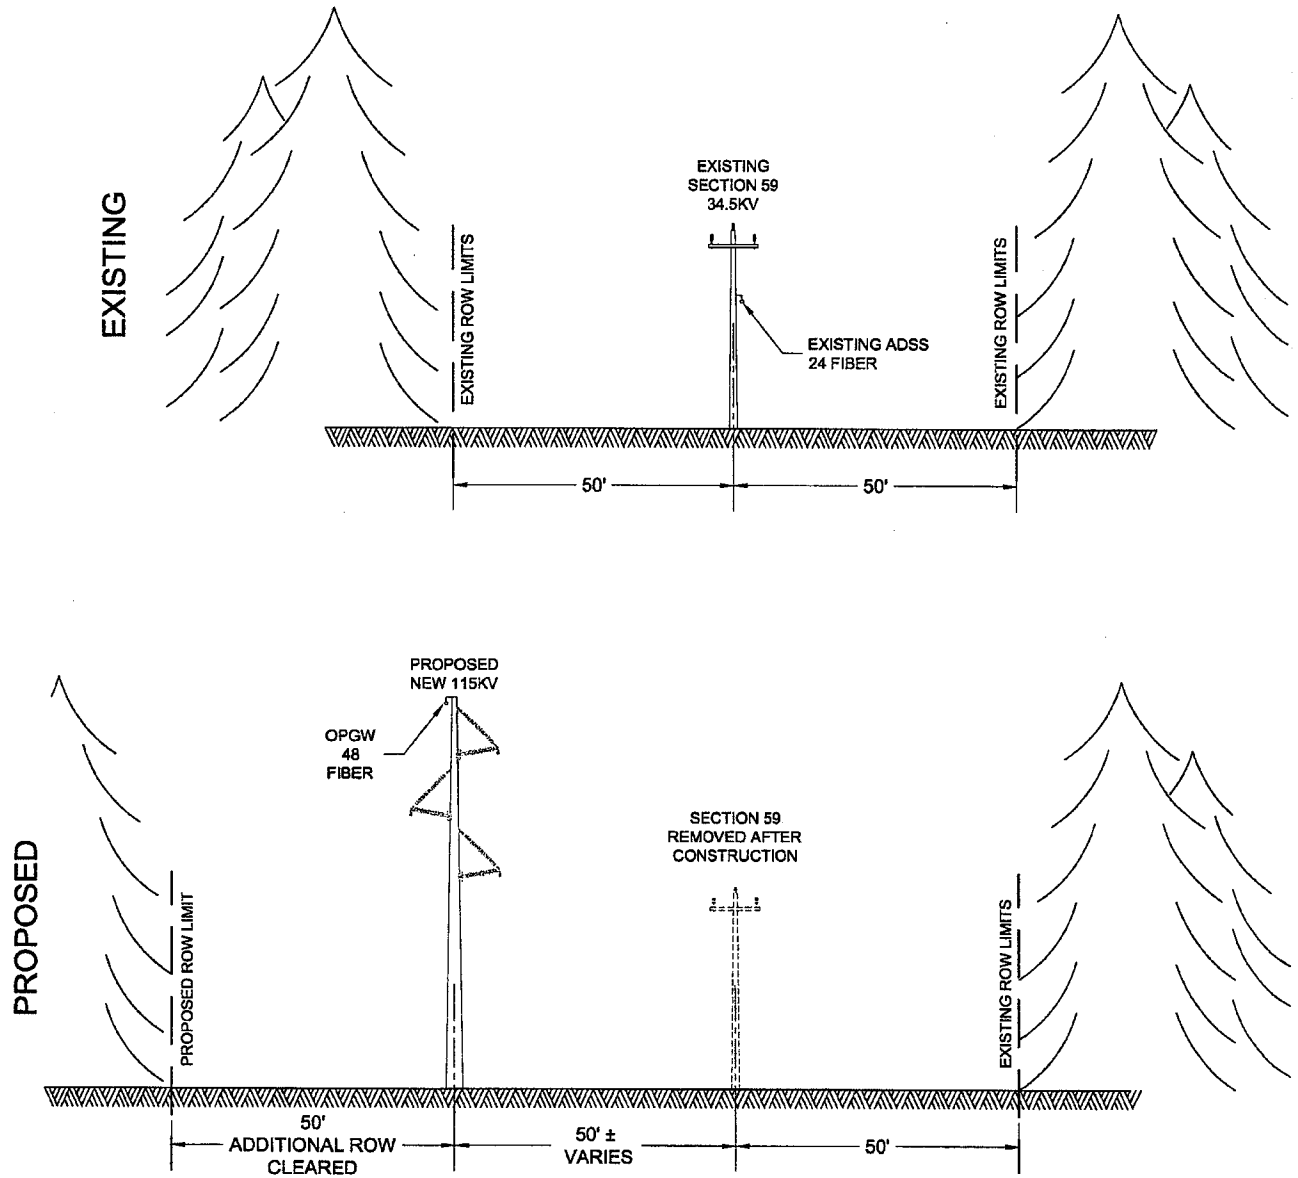 EXISTING
EXISTING
SECTION 59
34.5KV
EXISTING ROW LIMITS
EXISTING ADSS
24 FIBER
EXISTING ROW LIMITS
50'
50'
PROPOSED
PROPOSED
NEW 115KV
OPGW
48
FIBER
SECTION 59
REMOVED AFTER
CONSTRUCTION
PROPOSED ROW LIMIT
EXISTING ROW LIMITS
50'
ADDITIONAL ROW
CLEARED
50' ±
VARIES
50'